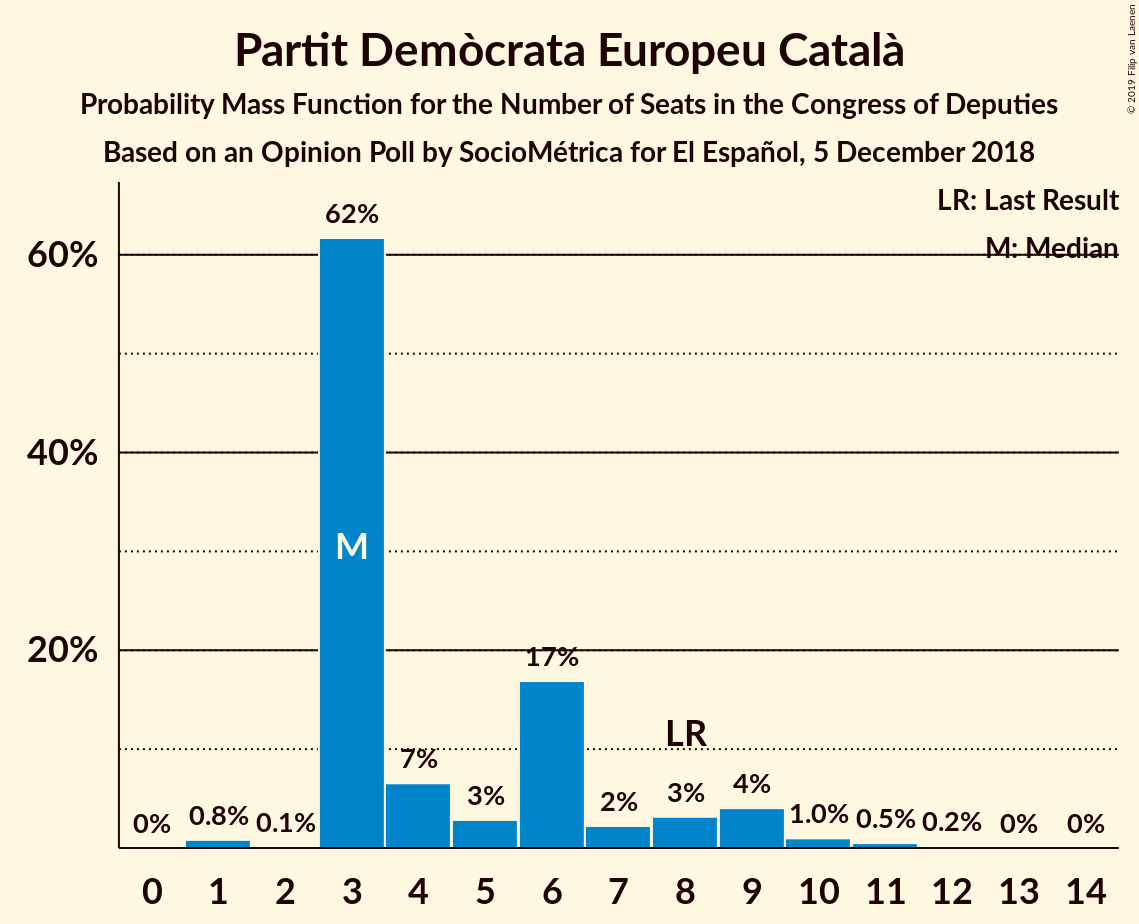 Partit Demòcrata Europeu Català
Probability Mass Function for the Number of Seats in the Congress of Deputies
Based on an Opinion Poll by SocioMétrica for El Español, 5 December 2018
© 2019 Filip van Laenen
LR: Last Result
M: Median
60%
40%
20%
62%
M
17%
LR
0% 0.8% 0.1% 7% 3% 2% 3% 4% 1.0% 0.5% 0.2% 0% 0%
0 1 2 3 4 5 6 7 8 9 10 11 12 13 14